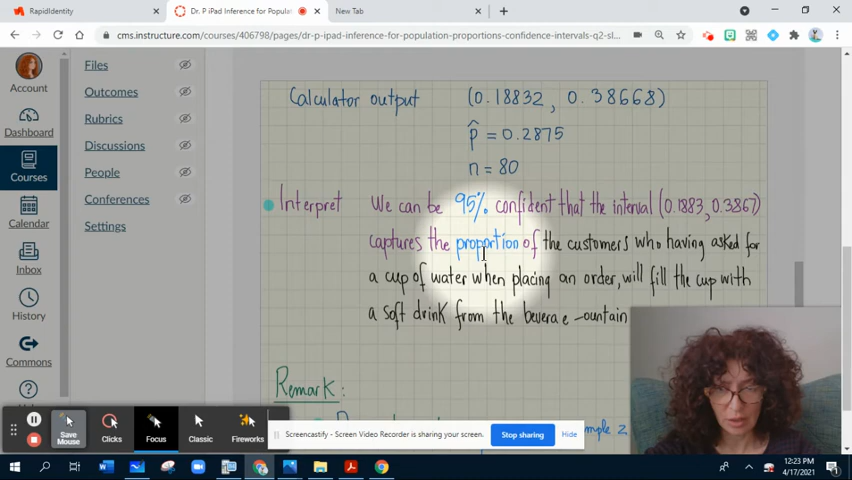 RapidIdentity
Dr. P iPad Inference for Popula
New Tab
cms.instructure.com/courses/406798/pages/dr-p-ipad-inference-for-population-proportions-confidence-intervals-q2-sl...
Account
Dashboard
Courses
Calendar
Inbox
History
Commons
Help
Files
Outcomes
Rubrics
Discussions
People
Conferences
Settings
Calculator output (0.18832, 0.38668)
p̂ = 0.2875
n = 80
Interpret We can be 95% confident that the interval (0.1883, 0.3867)
captures the proportion of the customers who having asked for
a cup of water when placing an order, will fill the cup with
a soft drink from the
Remark:
Save Mouse
Clicks
Focus
Classic
Fireworks
Screencastify - Screen Video Recorder is sharing your screen.
Stop sharing
Hide
12:23 PM
4/17/2021